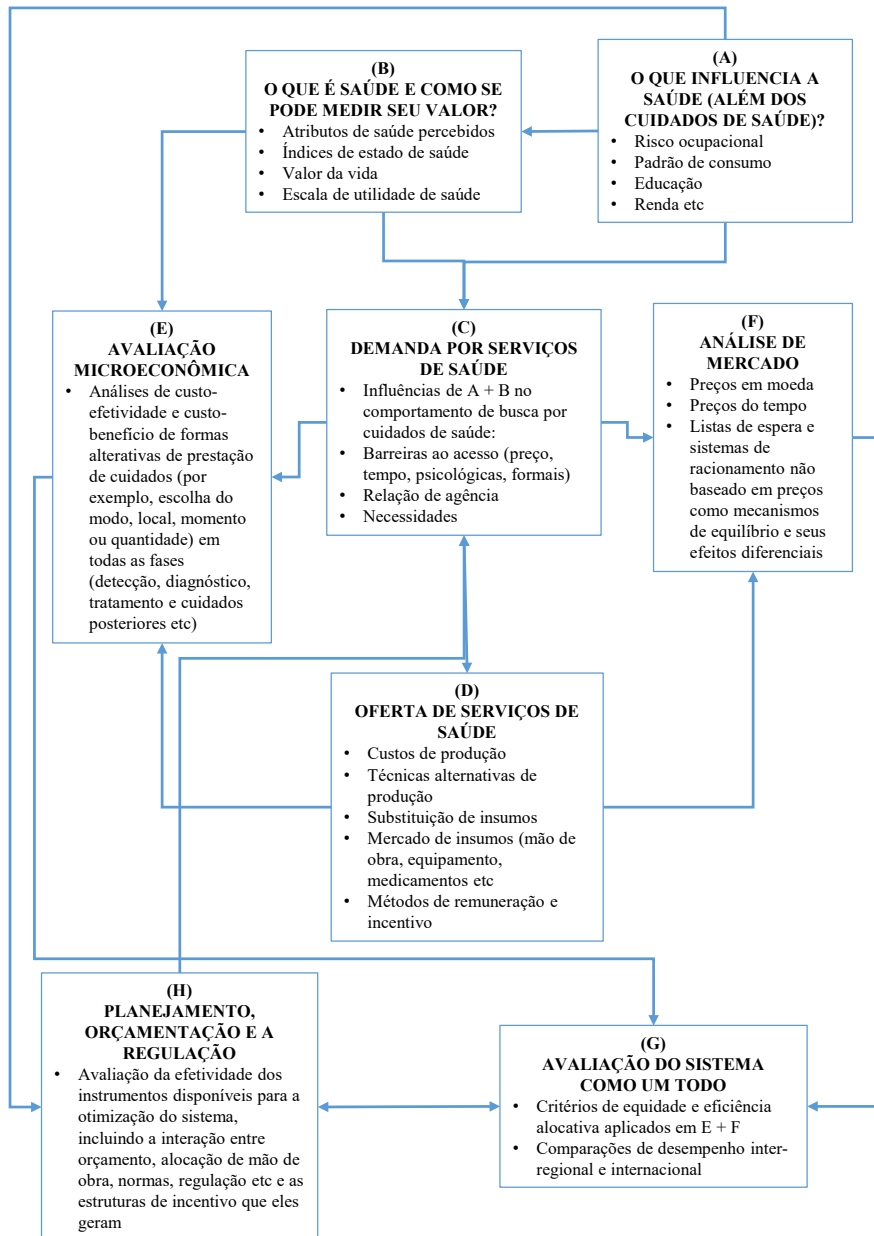 (B)
O QUE É SAÚDE E COMO SE
PODE MEDIR SEU VALOR?
• Atributos de saúde percebidos
• Índices de estado de saúde
• Valor da vida
• Escala de utilidade de saúde
(A)
O QUE INFLUENCIA A
SAÚDE (ALÉM DOS
CUIDADOS DE SAÚDE)?
• Risco ocupacional
• Padrão de consumo
• Educação
• Renda etc
(E)
AVALIAÇÃO
MICROECONÔMICA
• Análises de custo-
efetividade e custo-
benefício de formas
alterativas de prestação
de cuidados (por
exemplo, escolha do
modo, local, momento
ou quantidade) em
todas as fases
(detecção, diagnóstico,
tratamento e cuidados
posteriores etc)
(C)
DEMANDA POR SERVIÇOS
DE SAÚDE
• Influências de A + B no
comportamento de busca por
cuidados de saúde:
• Barreiras ao acesso (preço,
tempo, psicológicas, formais)
• Relação de agência
• Necessidades
(F)
ANÁLISE DE
MERCADO
• Preços em moeda
• Preços do tempo
• Listas de espera e
sistemas de
racionamento não
baseado em preços
como mecanismos
de equilíbrio e seus
efeitos diferenciais
(D)
OFERTA DE SERVIÇOS DE
SAÚDE
• Custos de produção
• Técnicas alternativas de
produção
• Substituição de insumos
• Mercado de insumos (mão de
obra, equipamento,
medicamentos etc
• Métodos de remuneração e
incentivo
(H)
PLANEJAMENTO,
ORÇAMENTAÇÃO E A
REGULAÇÃO
• Avaliação da efetividade dos
instrumentos disponíveis para a
otimização do sistema,
incluindo a interação entre
orçamento, alocação de mão de
obra, normas, regulação etc e as
estruturas de incentivo que eles
geram
(G)
AVALIAÇÃO DO SISTEMA
COMO UM TODO
• Critérios de equidade e eficiência
alocativa aplicados em E + F
• Comparações de desempenho inter-
regional e internacional